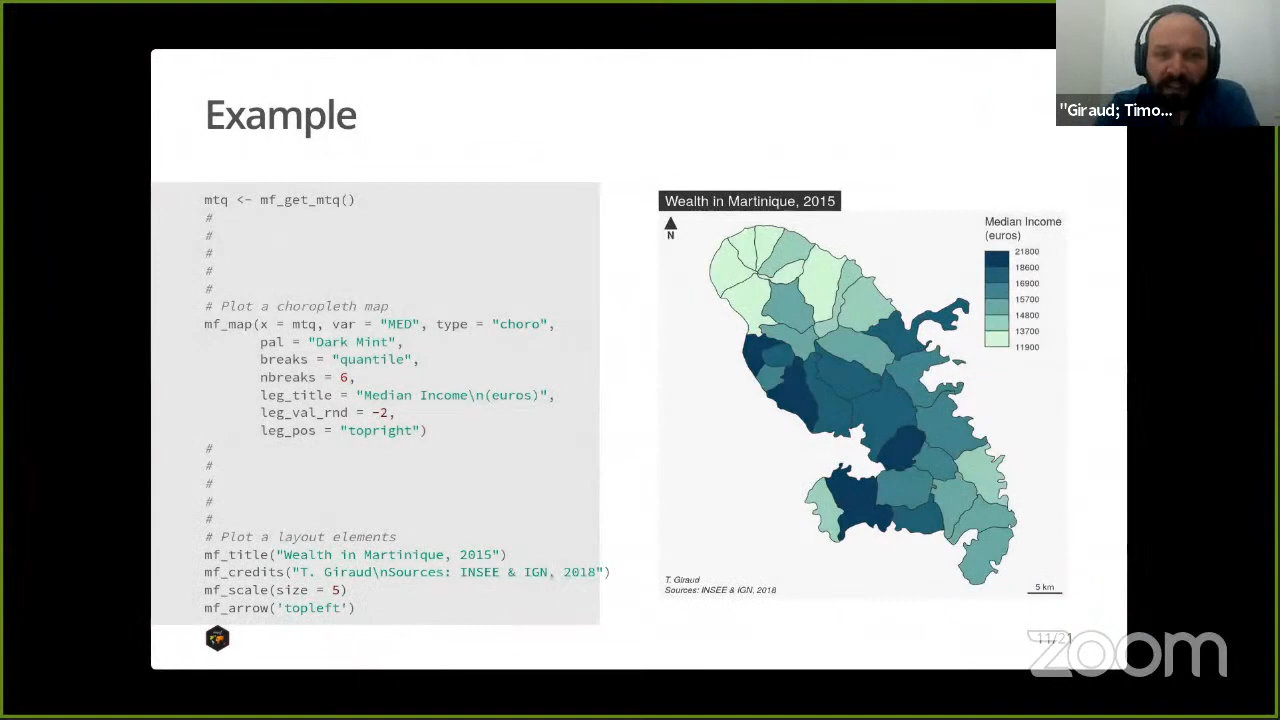 Example
"Giraud; Timo...
mtq <- mf_get_mtq()
#
#
#
#
#
# Plot a choropleth map
mf_map(x = mtq, var = "MED", type = "choro",
pal = "Dark Mint",
breaks = "quantile",
nbreaks = 6,
leg_title = "Median Income\n(euros)",
leg_val_rnd = -2,
leg_pos = "topright")
#
#
#
#
#
# Plot a layout elements
mf_title("Wealth in Martinique, 2015")
mf_credits("T. Giraud\nSources: INSEE & IGN, 2018")
mf_scale(size = 5)
mf_arrow('topleft')
Wealth in Martinique, 2015
N
Median Income
(euros)
21800
18600
16900
15700
14800
13700
11900
T. Giraud
Sources: INSEE & IGN, 2018
5 km
11/21
zoom